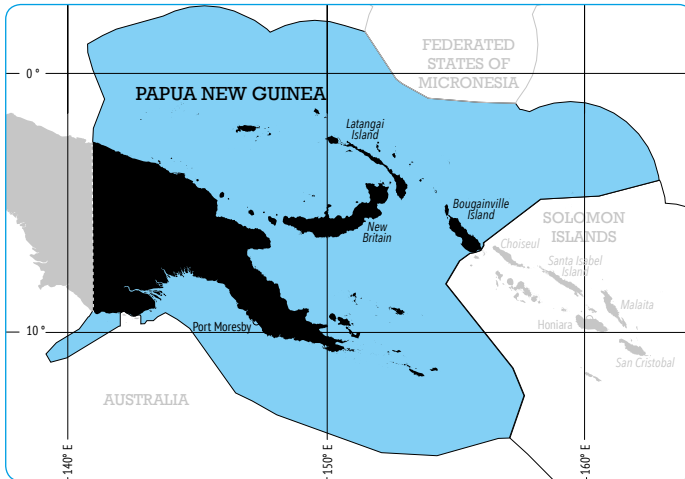 FEDERATED
STATES OF
MICRONESIA
0°
PAPUA NEW GUINEA
Latangai
Island
Bougainville
Island
New
Britain
SOLOMON
ISLANDS
Choiseul
Santa Isabel
Island
Malaita
Port Moresby
Honiara
10°
San Cristobal
AUSTRALIA
140° E
150° E
160° E